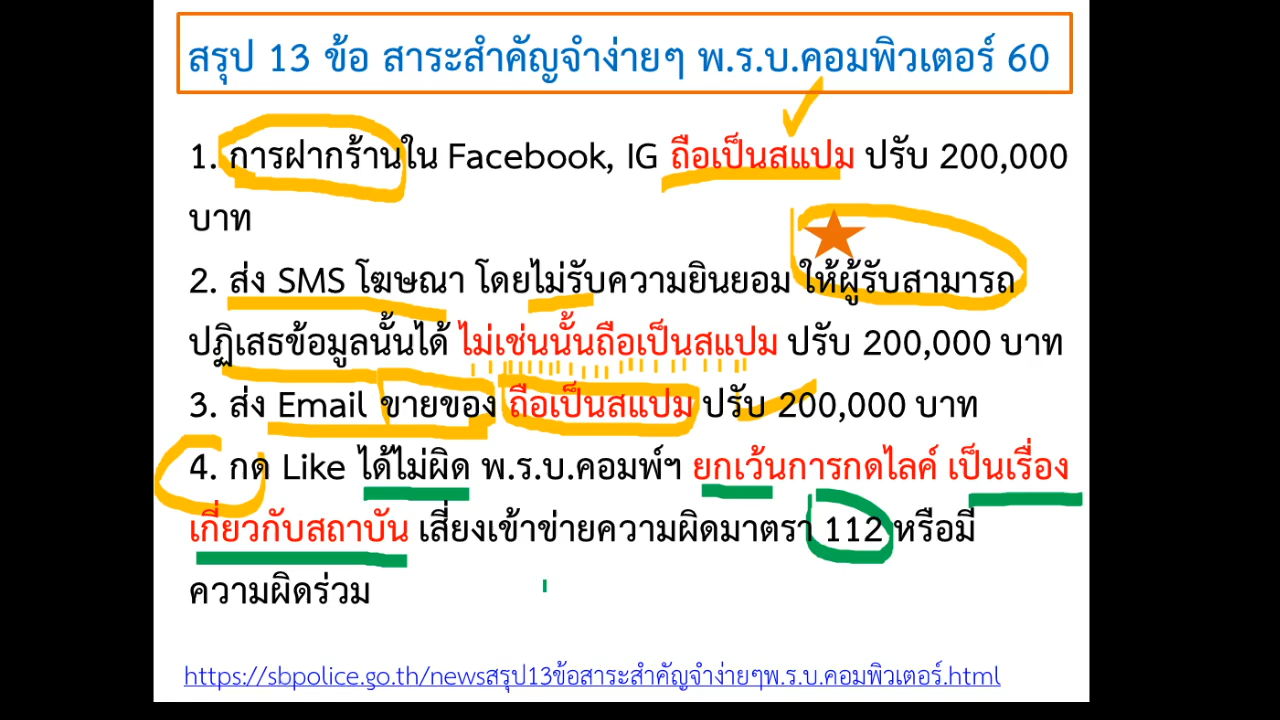 สรุป 13 ข้อ สาระสำคัญจำง่ายๆ พ.ร.บ.คอมพิวเตอร์ 60
1. การฝากร้านใน Facebook, IG ถือเป็นสแปม ปรับ 200,000
บาท
2. ส่ง SMS โฆษณา โดยไม่รับความยินยอม ให้ผู้รับสามารถ
ปฏิเสธข้อมูลนั้นได้ ไม่เช่นนั้นถือเป็นสแปม ปรับ 200,000 บาท
3. ส่ง Email ขายของ ถือเป็นสแปม ปรับ 200,000 บาท
4. กด Like ได้ไม่ผิด พ.ร.บ.คอมพ์ฯ ยกเว้นการกดไลค์ เป็นเรื่อง
เกี่ยวกับสถาบัน เสี่ยงเข้าข่ายความผิดมาตรา 112 หรือมี
ความผิดร่วม
https://sbpolice.go.th/newsสรุป13ข้อสาระสำคัญจำง่ายๆพ.ร.บ.คอมพิวเตอร์.html